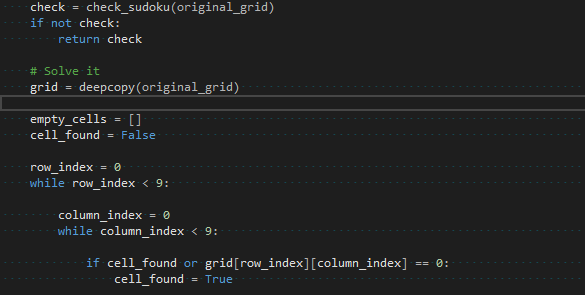 check = check_sudoku(original_grid)
if not check:
return check
# Solve it
grid = deepcopy(original_grid)
empty_cells = []
cell_found = False
row_index = 0
while row_index < 9:
column_index = 0
while column_index < 9:
if cell_found or grid[row_index][column_index] == 0:
cell_found = True